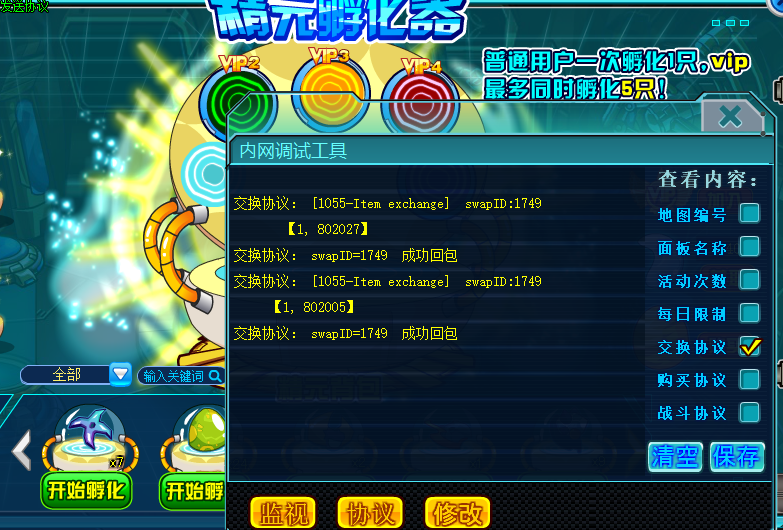 发送协议
精元孵化器
VIP2
VIP3
VIP4
普通用户一次孵化1只,vip
最多同时孵化5只!
内网调试工具
查看内容:
交换协议: [1055-Item exchange] swapID:1749
【1, 802027】
交换协议: swapID=1749 成功回包
交换协议: [1055-Item exchange] swapID:1749
【1, 802005】
交换协议: swapID=1749 成功回包
地图编号
面板名称
活动次数
每日限制
交换协议
购买协议
战斗协议
清空
保存
全部
输入关键词
x7
开始孵化
开始孵
监视
协议
修改